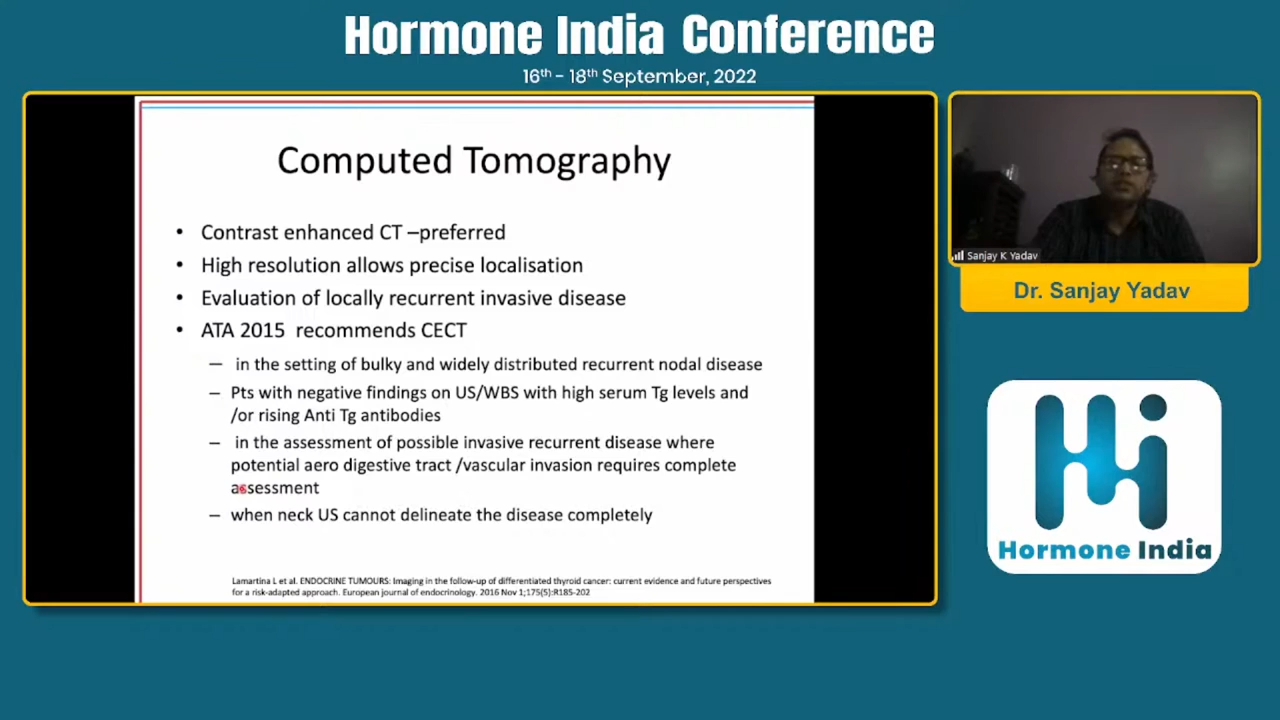 Hormone India Conference
16th - 18th September, 2022
Computed Tomography
• Contrast enhanced CT –preferred
• High resolution allows precise localisation
• Evaluation of locally recurrent invasive disease
• ATA 2015 recommends CECT
– in the setting of bulky and widely distributed recurrent nodal disease
– Pts with negative findings on US/WBS with high serum Tg levels and
/or rising Anti Tg antibodies
– in the assessment of possible invasive recurrent disease where
potential aero digestive tract /vascular invasion requires complete
assessment
– when neck US cannot delineate the disease completely
Lamartina L et al. ENDOCRINE TUMOURS: Imaging in the follow-up of differentiated thyroid cancer: current evidence and future perspectives
for a risk-adapted approach. European journal of endocrinology. 2016 Nov 1;175(5):R185-202
Sanjay K Yadav
Dr. Sanjay Yadav
Hormone India